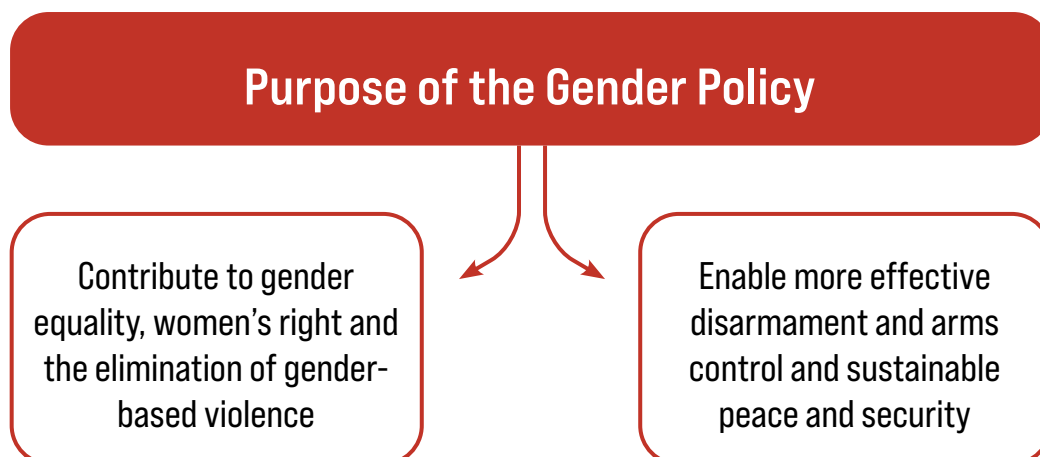 Purpose of the Gender Policy
Contribute to gender
equality, women’s right and
the elimination of gender-
based violence
Enable more effective
disarmament and arms
control and sustainable
peace and security